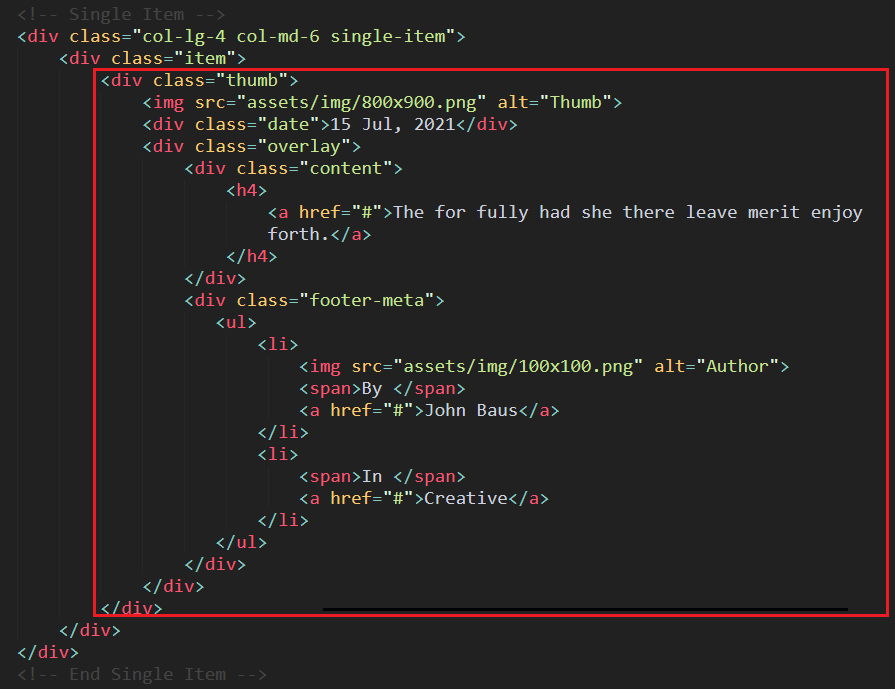 <!-- Single Item -->
<div class="col-lg-4 col-md-6 single-item">
    <div class="item">
        <div class="thumb">
            <img src="assets/img/800x900.png" alt="Thumb">
            <div class="date">15 Jul, 2021</div>
            <div class="overlay">
                <div class="content">
                    <h4>
                        <a href="#">The for fully had she there leave merit enjoy
                        forth.</a>
                    </h4>
                </div>
                <div class="footer-meta">
                   <ul>
                       <li>
                           <img src="assets/img/100x100.png" alt="Author">
                           <span>By </span>
                           <a href="#">John Baus</a>
                       </li>
                       <li>
                           <span>In </span>
                           <a href="#">Creative</a>
                       </li>
                   </ul>
                </div>
            </div>
        </div>
    </div>
</div>
<!-- End Single Item -->